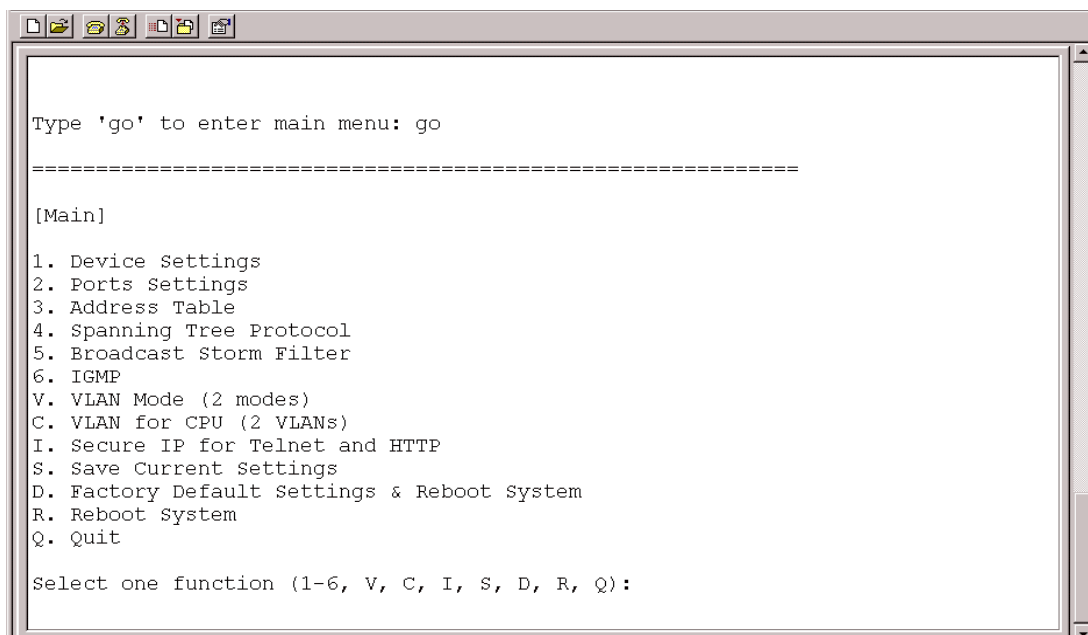 Type 'go' to enter main menu: go
============================================================
[Main]
1. Device Settings
2. Ports Settings
3. Address Table
4. Spanning Tree Protocol
5. Broadcast Storm Filter
6. IGMP
V. VLAN Mode (2 modes)
C. VLAN for CPU (2 VLANs)
I. Secure IP for Telnet and HTTP
S. Save Current Settings
D. Factory Default Settings & Reboot System
R. Reboot System
Q. Quit
Select one function (1-6, V, C, I, S, D, R, Q):